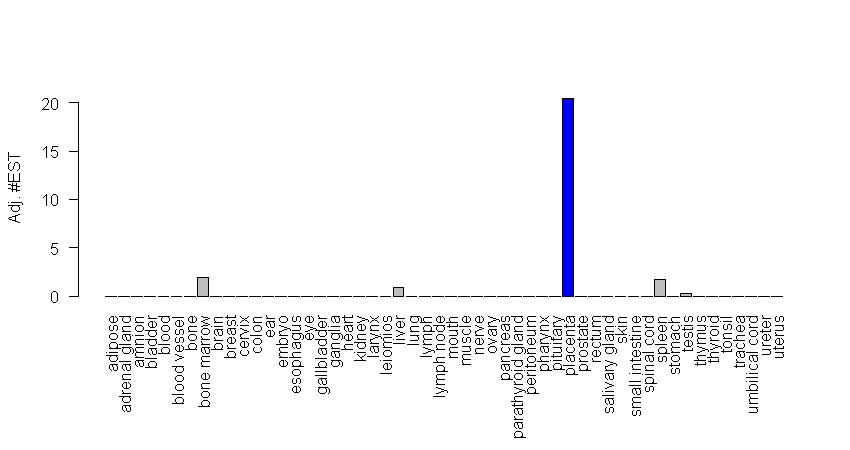 Adj. #EST
20
15
10
5
0
adipose
adrenal gland
amnion
bladder
blood
blood vessel
bone
bone marrow
brain
breast
cervix
colon
ear
embryo
esophagus
eye
gallbladder
ganglia
heart
kidney
larynx
leiomios
liver
lung
lymph
lymph node
mouth
muscle
nerve
ovary
pancreas
parathyroid gland
peritoneum
pharynx
pituitary
placenta
prostate
rectum
salivary gland
skin
small intestine
spinal cord
spleen
stomach
testis
thymus
thyroid
tonsil
trachea
umbilical cord
ureter
uterus